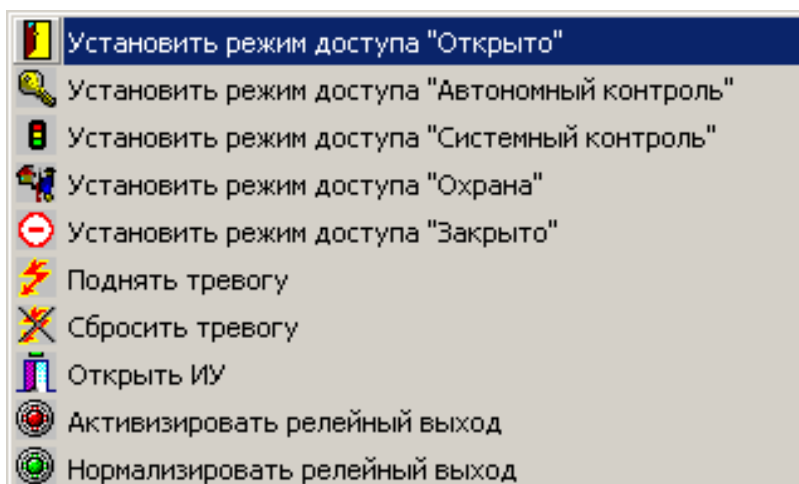 Установить режим доступа "Открыто"
Установить режим доступа "Автономный контроль"
Установить режим доступа "Системный контроль"
Установить режим доступа "Охрана"
Установить режим доступа "Закрыто"
Поднять тревогу
Сбросить тревогу
Открыть ИУ
Активизировать релейный выход
Нормализировать релейный выход